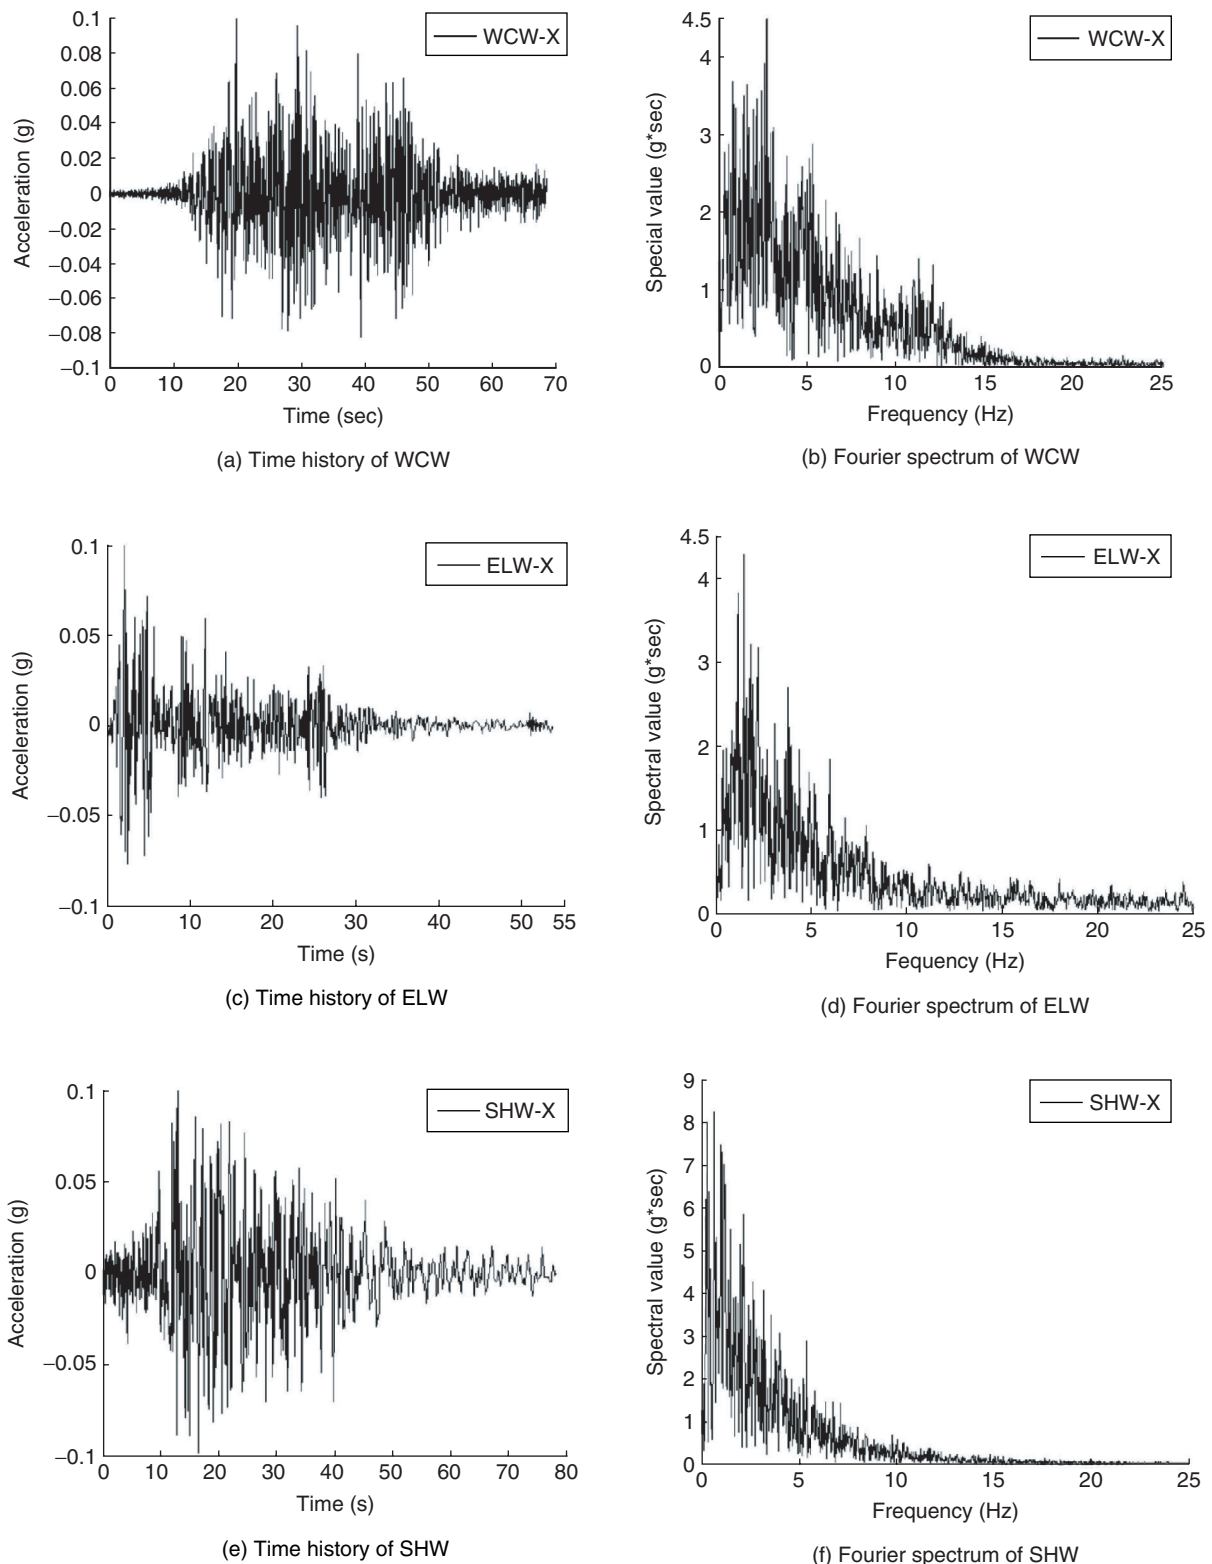 0.1
0.08
0.06
0.04
0.02
0
−0.02
−0.04
−0.06
−0.08
−0.1
Acceleration (g)
WCW-X
0 10 20 30 40 50 60 70
Time (sec)
(a) Time history of WCW
4.5
3
2
1
0
Special value (g*sec)
WCW-X
0 5 10 15 20 25
Frequency (Hz)
(b) Fourier spectrum of WCW
0.1
0.05
0
−0.05
−0.1
Acceleration (g)
ELW-X
0 10 20 30 40 50 55
Time (s)
(c) Time history of ELW
4.5
4
3
2
1
0
Spectral value (g*sec)
ELW-X
0 5 10 15 20 25
Fequency (Hz)
(d) Fourier spectrum of ELW
0.1
0.05
0
−0.05
−0.1
Acceleration (g)
SHW-X
0 10 20 30 40 50 60 70 80
Time (s)
(e) Time history of SHW
9
8
7
6
5
4
3
2
1
0
Spectral value (g*sec)
SHW-X
0 5 10 15 20 25
Frequency (Hz)
(f) Fourier spectrum of SHW